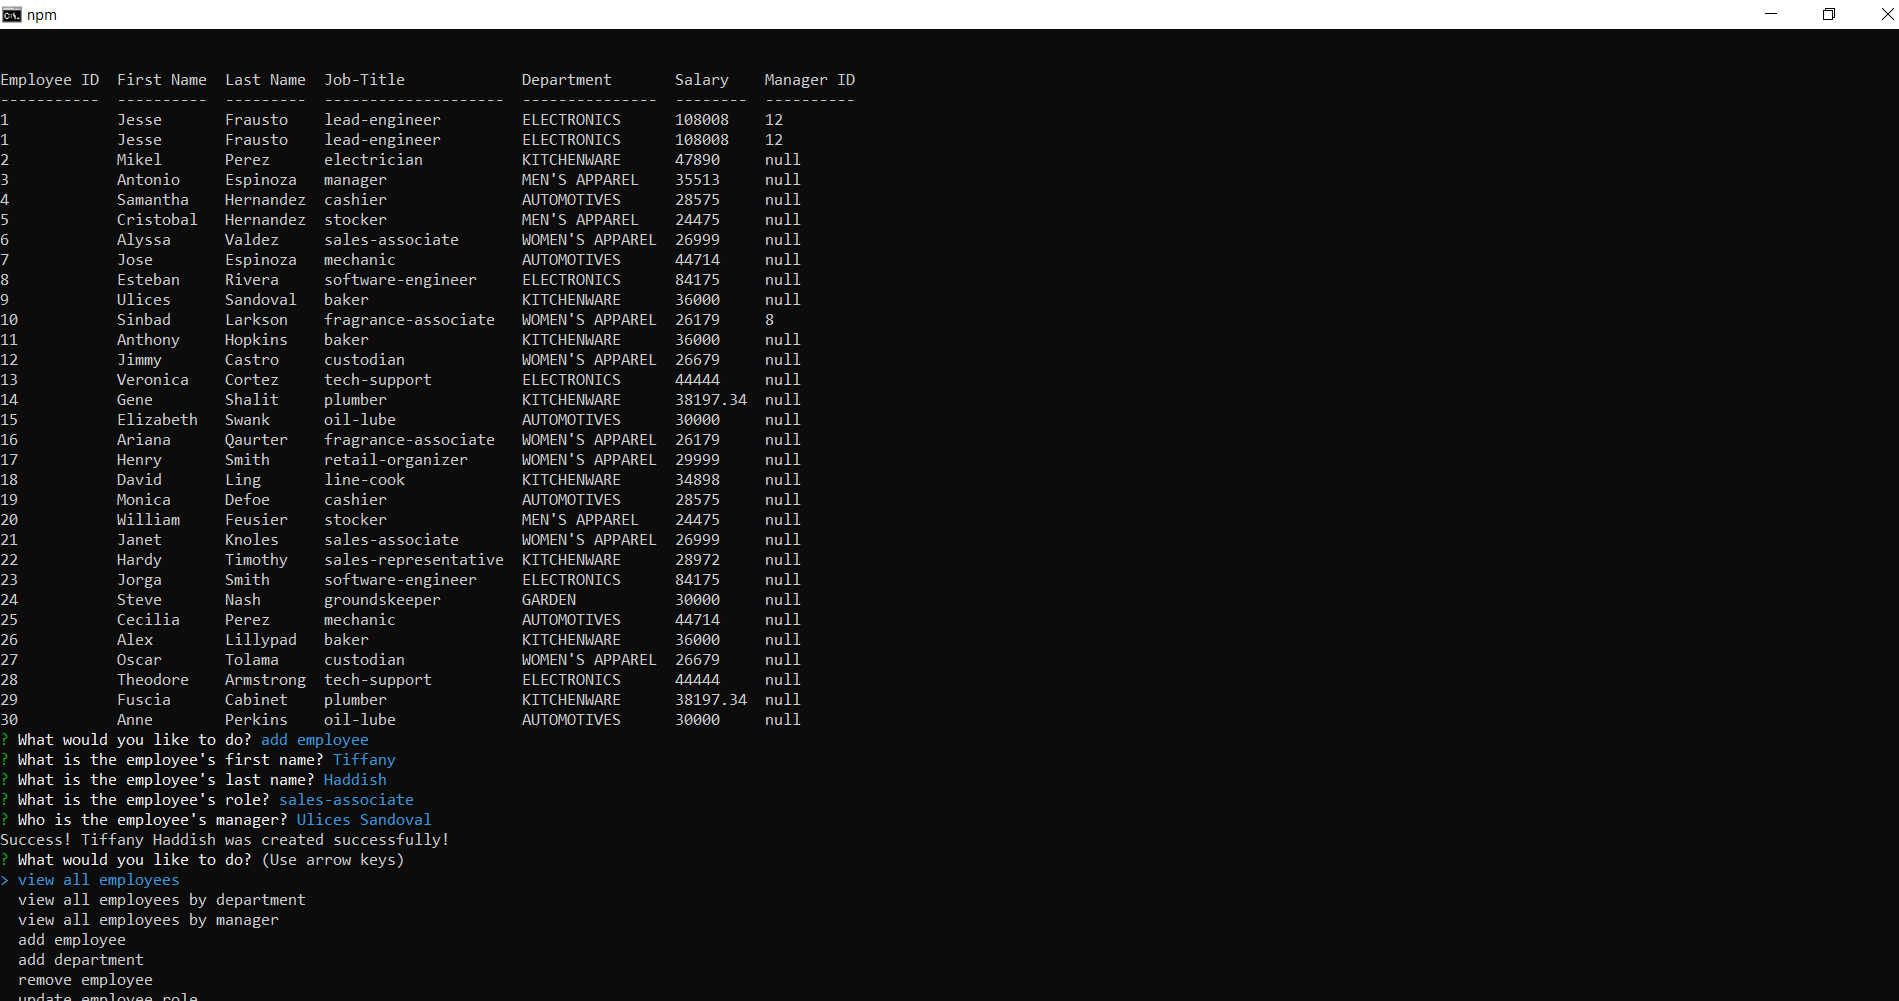 npm
Employee ID  First Name  Last Name  Job-Title             Department       Salary    Manager ID
-----------  ----------  ---------  --------------------  ---------------  --------  ----------
1            Jesse       Frausto    lead-engineer         ELECTRONICS      108008    12
1            Jesse       Frausto    lead-engineer         ELECTRONICS      108008    12
2            Mikel       Perez      electrician           KITCHENWARE      47890     null
3            Antonio     Espinoza   manager               MEN'S APPAREL    35513     null
4            Samantha    Hernandez  cashier               AUTOMOTIVES      28575     null
5            Cristobal   Hernandez  stocker               MEN'S APPAREL    24475     null
6            Alyssa      Valdez     sales-associate       WOMEN'S APPAREL  26999     null
7            Jose        Espinoza   mechanic              AUTOMOTIVES      44714     null
8            Esteban     Rivera     software-engineer     ELECTRONICS      84175     null
9            Ulices      Sandoval   baker                 KITCHENWARE      36000     null
10           Sinbad      Larkson    fragrance-associate   WOMEN'S APPAREL  26179     8
11           Anthony     Hopkins    baker                 KITCHENWARE      36000     null
12           Jimmy       Castro     custodian             WOMEN'S APPAREL  26679     null
13           Veronica    Cortez     tech-support          ELECTRONICS      44444     null
14           Gene        Shalit     plumber               KITCHENWARE      38197.34  null
15           Elizabeth   Swank      oil-lube              AUTOMOTIVES      30000     null
16           Ariana      Qaurter    fragrance-associate   WOMEN'S APPAREL  26179     null
17           Henry       Smith      retail-organizer      WOMEN'S APPAREL  29999     null
18           David       Ling       line-cook             KITCHENWARE      34898     null
19           Monica      Defoe      cashier               AUTOMOTIVES      28575     null
20           William     Feusier    stocker               MEN'S APPAREL    24475     null
21           Janet       Knoles     sales-associate       WOMEN'S APPAREL  26999     null
22           Hardy       Timothy    sales-representative  KITCHENWARE      28972     null
23           Jorga       Smith      software-engineer     ELECTRONICS      84175     null
24           Steve       Nash       groundskeeper         GARDEN           30000     null
25           Cecilia     Perez      mechanic              AUTOMOTIVES      44714     null
26           Alex        Lillypad   baker                 KITCHENWARE      36000     null
27           Oscar       Tolama     custodian             WOMEN'S APPAREL  26679     null
28           Theodore    Armstrong  tech-support          ELECTRONICS      44444     null
29           Fuscia      Cabinet    plumber               KITCHENWARE      38197.34  null
30           Anne        Perkins    oil-lube              AUTOMOTIVES      30000     null
? What would you like to do? add employee
? What is the employee's first name? Tiffany
? What is the employee's last name? Haddish
? What is the employee's role? sales-associate
? Who is the employee's manager? Ulices Sandoval
Success! Tiffany Haddish was created successfully!
? What would you like to do? (Use arrow keys)
> view all employees
  view all employees by department
  view all employees by manager
  add employee
  add department
  remove employee
  update employee role